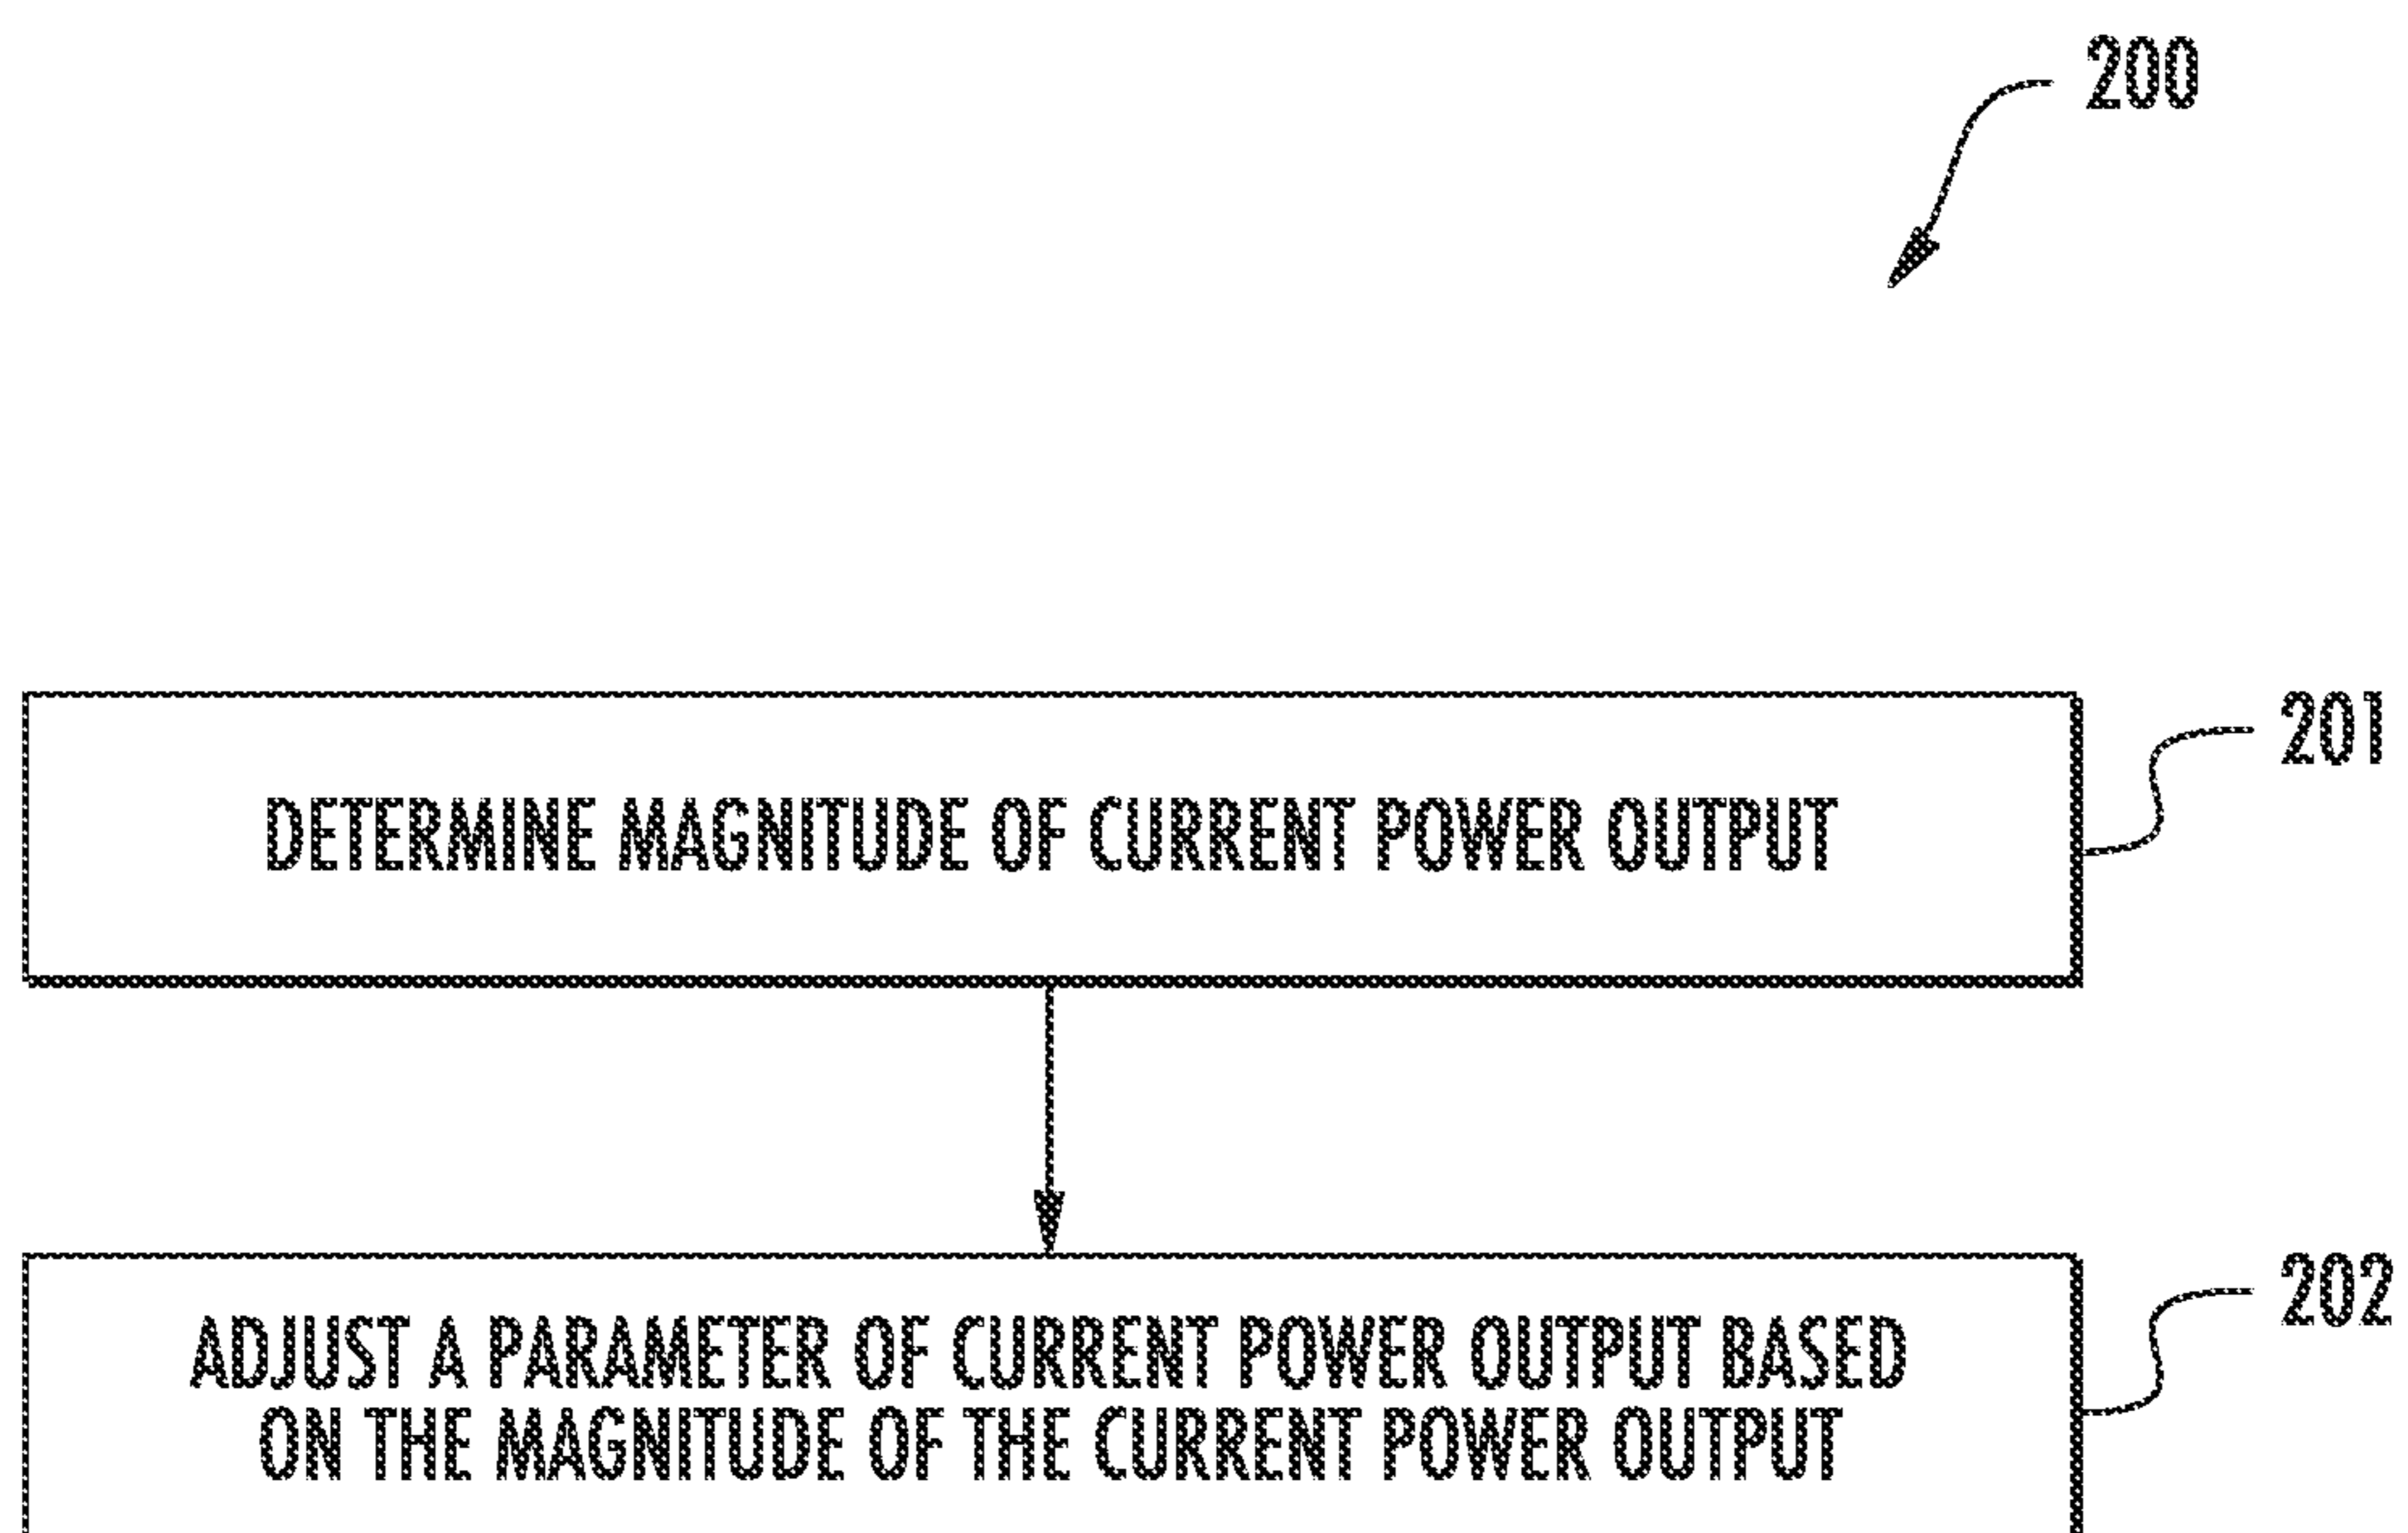 200
201
DETERMINE MAGNITUDE OF CURRENT POWER OUTPUT
202
ADJUST A PARAMETER OF CURRENT POWER OUTPUT BASED
ON THE MAGNITUDE OF THE CURRENT POWER OUTPUT